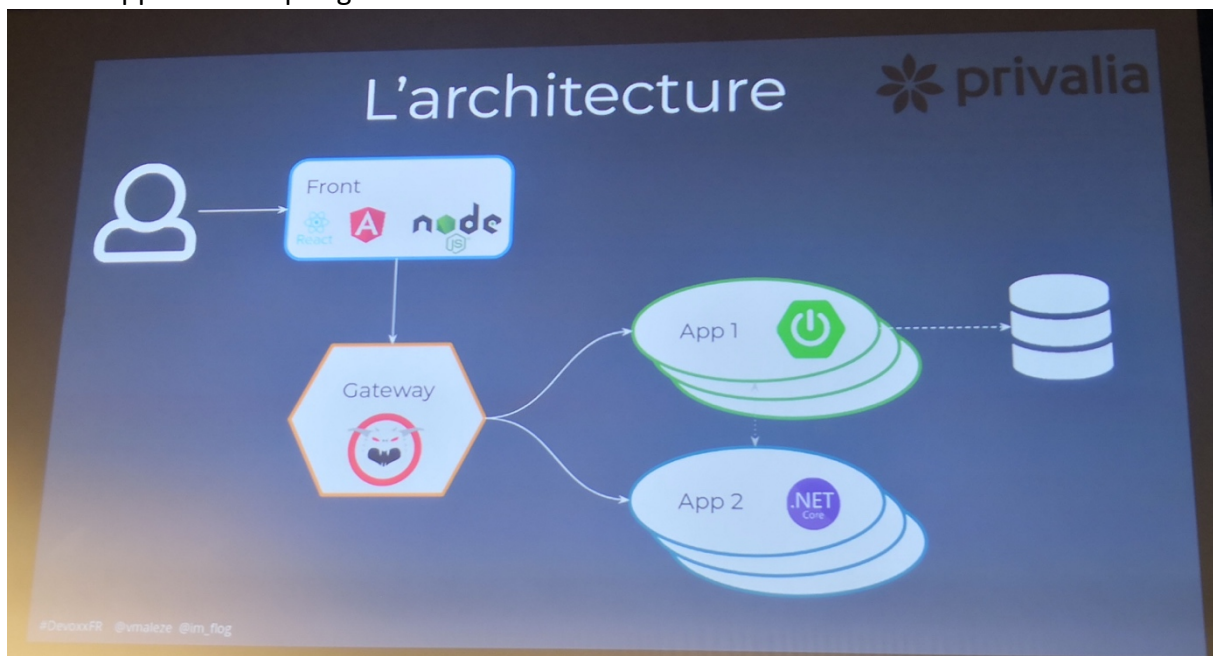 L'architecture
privalia
Front
React
node
JS
Gateway
App 1
App 2
.NET
Core
#DevoxxFR @vmaleze @im_flog